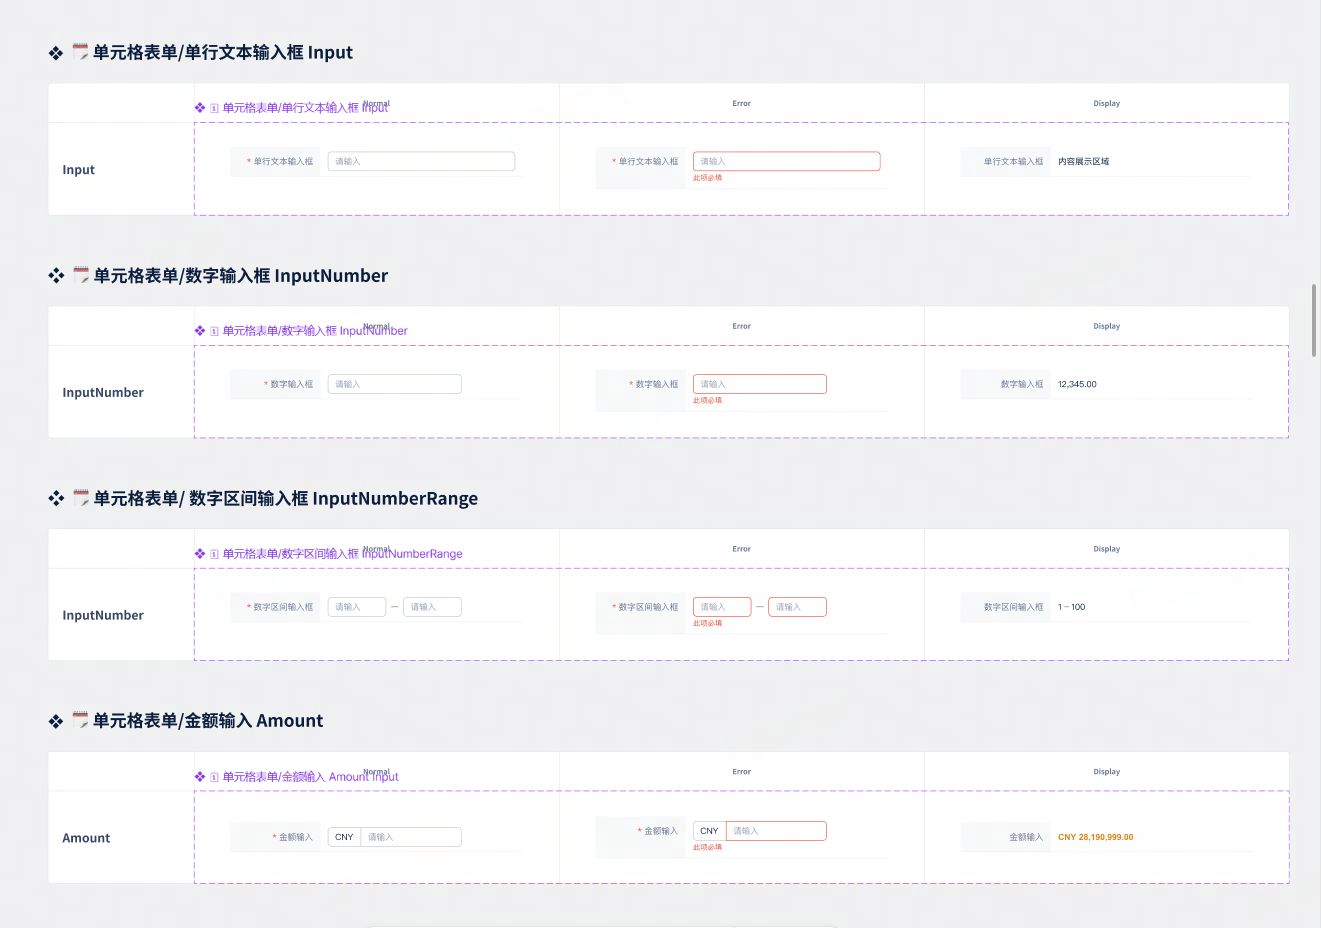 单元格表单/单行文本输入框 Input
Normal
Error
Display
单元格表单/单行文本输入框 Input
Input
* 单行文本输入框
请输入
* 单行文本输入框
请输入
此项必填
单行文本输入框
内容展示区域
单元格表单/数字输入框 InputNumber
Normal
Error
Display
单元格表单/数字输入框 InputNumber
InputNumber
* 数字输入框
请输入
* 数字输入框
请输入
此项必填
数字输入框
12,345.00
单元格表单/ 数字区间输入框 InputNumberRange
Normal
Error
Display
单元格表单/数字区间输入框 InputNumberRange
InputNumber
* 数字区间输入框
请输入 — 请输入
* 数字区间输入框
请输入 — 请输入
此项必填
数字区间输入框
1 – 100
单元格表单/金额输入 Amount
Normal
Error
Display
单元格表单/金额输入 Amount Input
Amount
* 金额输入
CNY 请输入
* 金额输入
CNY 请输入
此项必填
金额输入
CNY 28,190,999.00